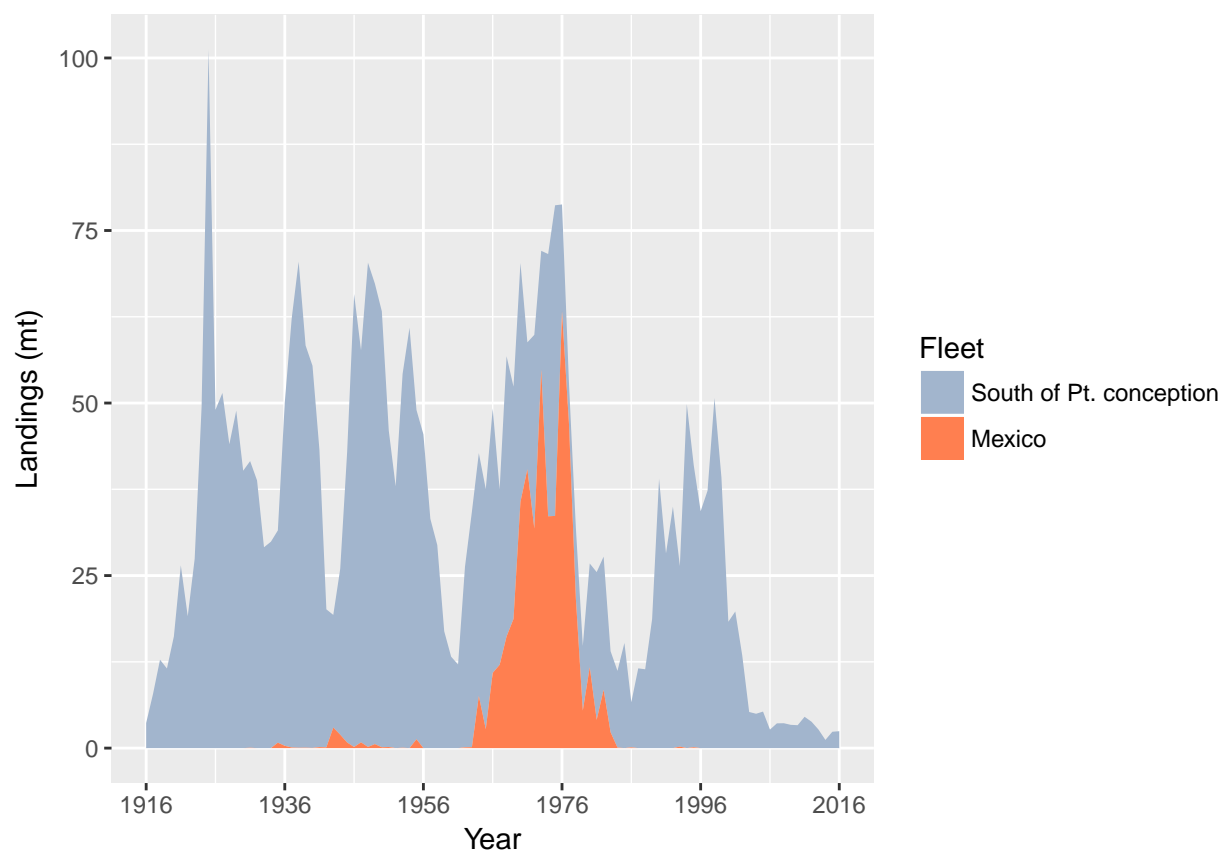 100
75
50
25
0
Landings (mt)
1916 1936 1956 1976 1996 2016
Year
Fleet
South of Pt. conception
Mexico